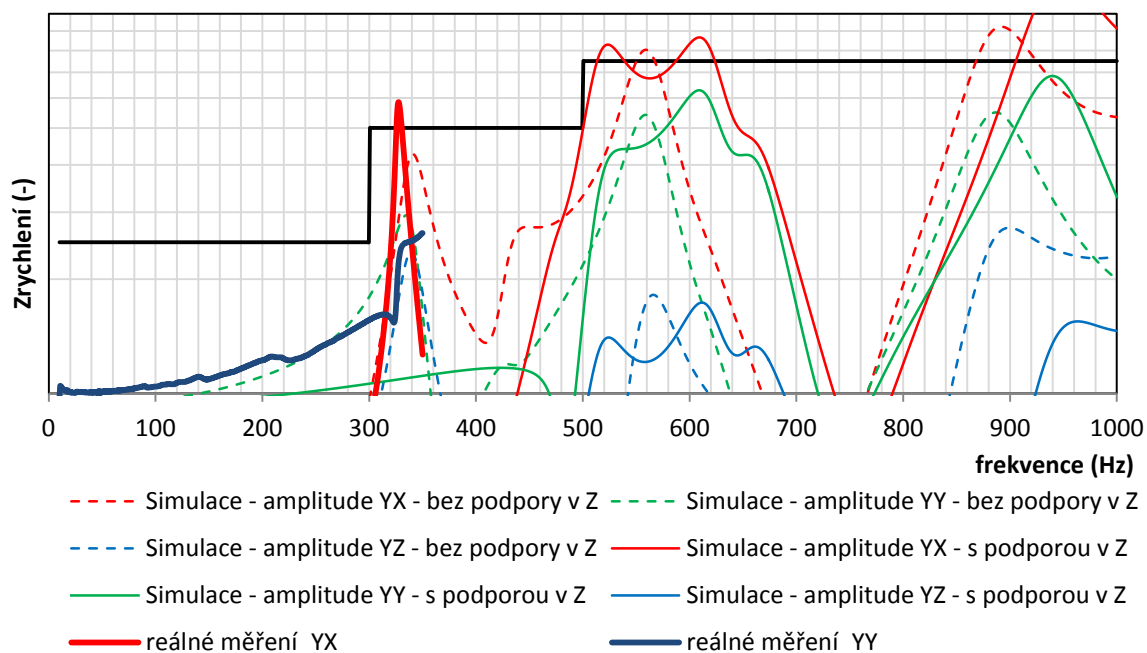 Zrychlení (-)
0 100 200 300 400 500 600 700 800 900 1000
frekvence (Hz)
Simulace - amplitude YX - bez podpory v Z
Simulace - amplitude YY - bez podpory v Z
Simulace - amplitude YZ - bez podpory v Z
Simulace - amplitude YX - s podporou v Z
Simulace - amplitude YY - s podporou v Z
Simulace - amplitude YZ - s podporou v Z
reálné měření YX
reálné měření YY